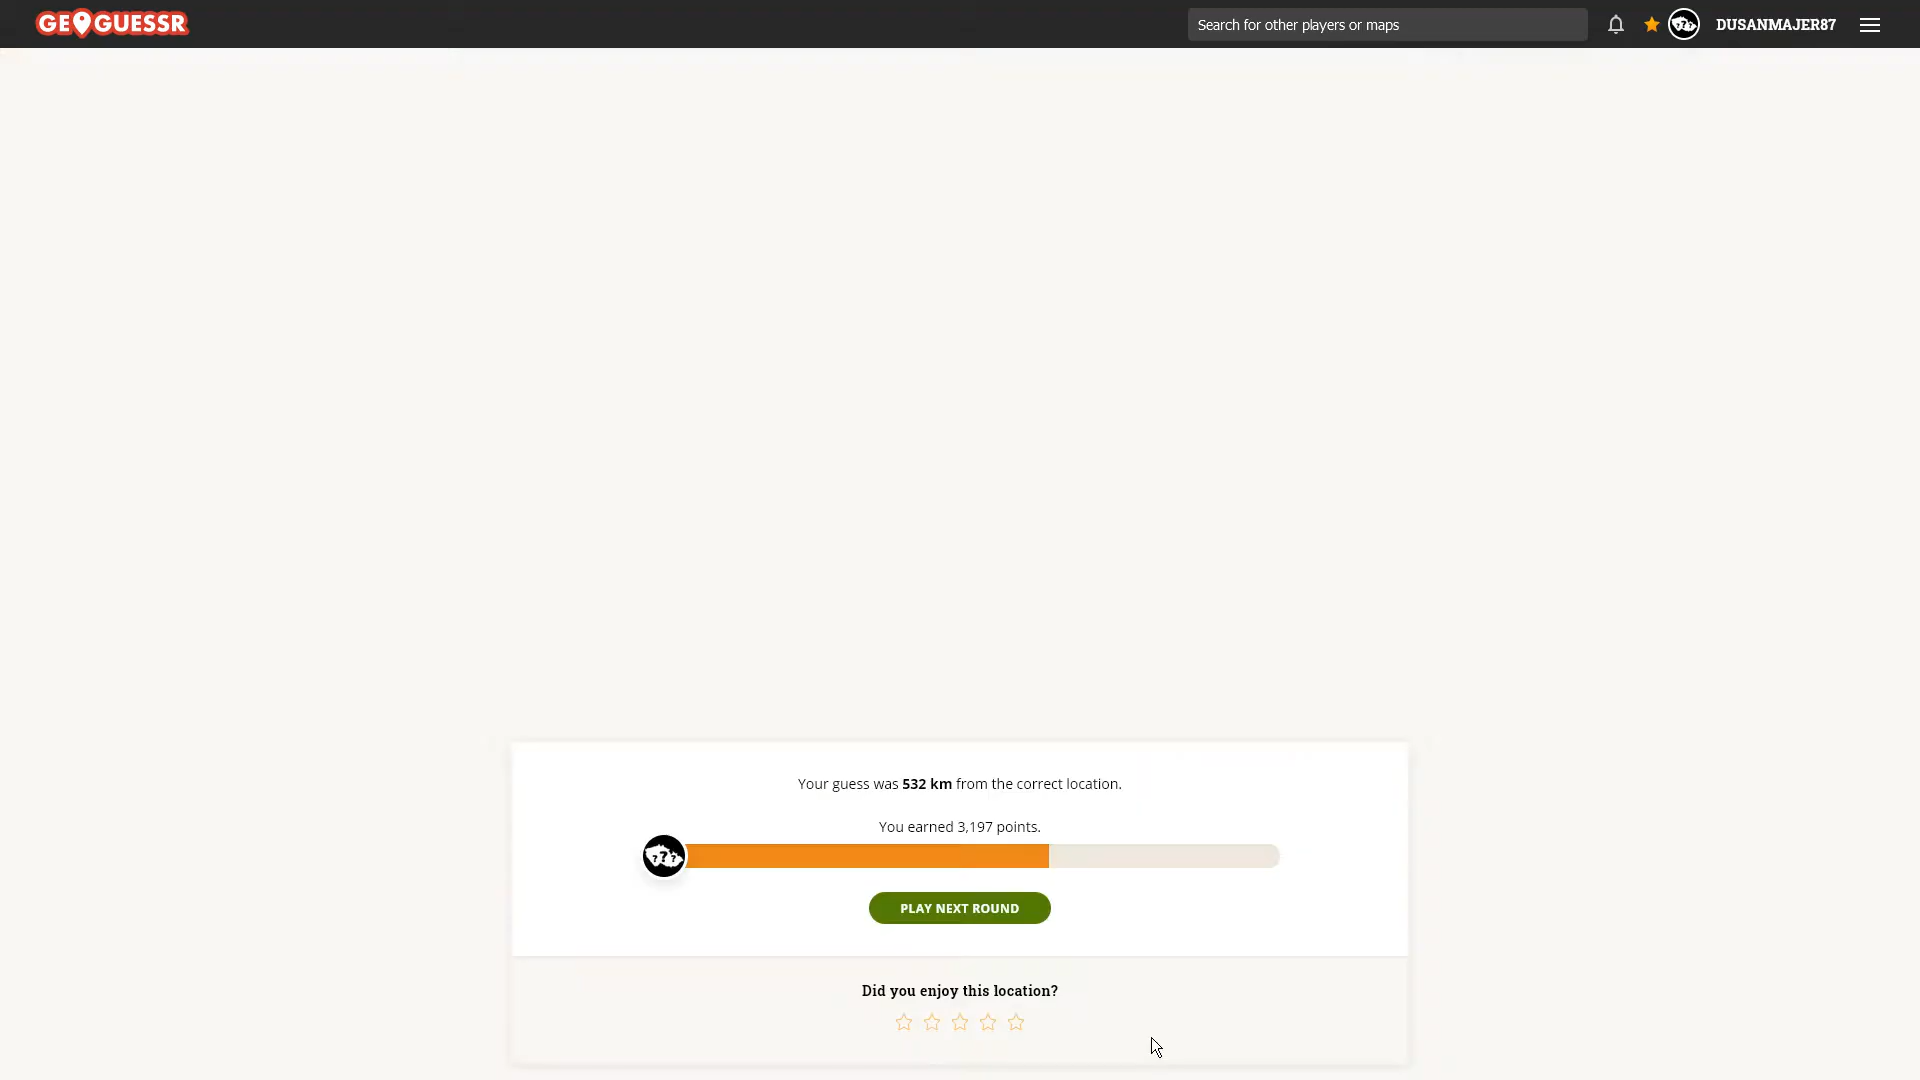 GEOGUESSR
Search for other players or maps
DUSANMAJER87
Your guess was 532 km from the correct location.
You earned 3,197 points.
???
PLAY NEXT ROUND
Did you enjoy this location?